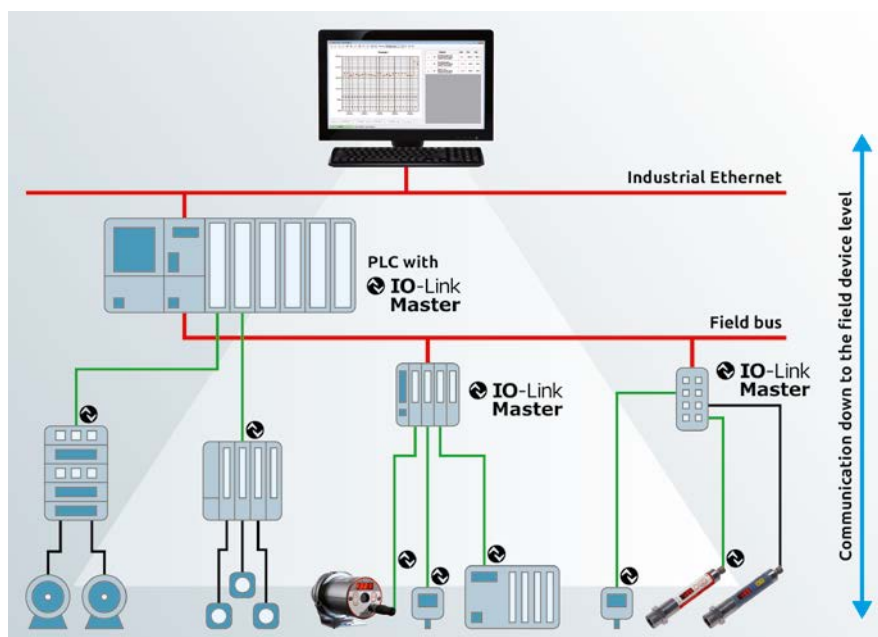 Industrial Ethernet
PLC with
IO-Link
Master
Field bus
IO-Link
Master
IO-Link
Master
Communication down to the field device level